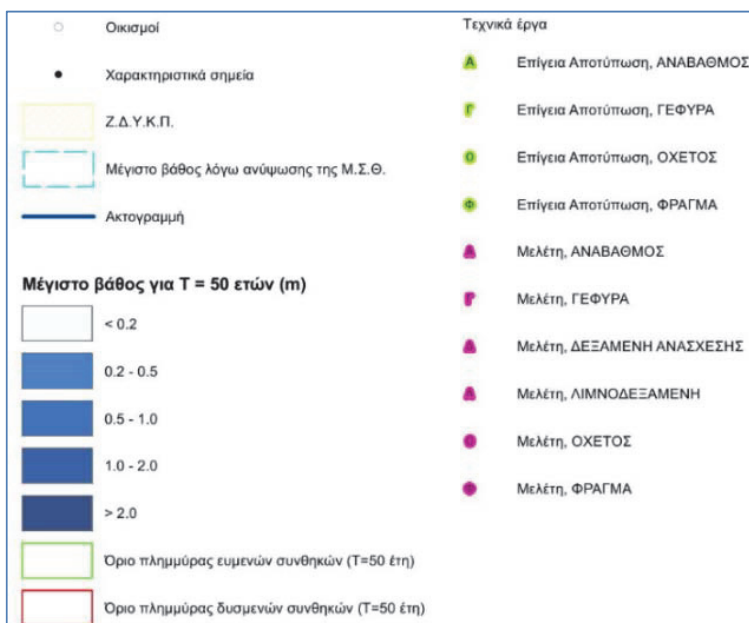 Οικισμοί
Χαρακτηριστικά σημεία
Ζ.Δ.Υ.Κ.Π.
Μέγιστο βάθος λόγω ανύψωσης της Μ.Σ.Θ.
Ακτογραμμή
Μέγιστο βάθος για T = 50 ετών (m)
< 0.2
0.2 - 0.5
0.5 - 1.0
1.0 - 2.0
> 2.0
Όριο πλημμύρας ευμενών συνθηκών (T=50 έτη)
Όριο πλημμύρας δυσμενών συνθηκών (T=50 έτη)
Τεχνικά έργα
Α Επίγεια Αποτύπωση, ΑΝΑΒΑΘΜΟΣ
Γ Επίγεια Αποτύπωση, ΓΕΦΥΡΑ
Ο Επίγεια Αποτύπωση, ΟΧΕΤΟΣ
Φ Επίγεια Αποτύπωση, ΦΡΑΓΜΑ
Α Μελέτη, ΑΝΑΒΑΘΜΟΣ
Γ Μελέτη, ΓΕΦΥΡΑ
Δ Μελέτη, ΔΕΞΑΜΕΝΗ ΑΝΑΣΧΕΣΗΣ
Λ Μελέτη, ΛΙΜΝΟΔΕΞΑΜΕΝΗ
Ο Μελέτη, ΟΧΕΤΟΣ
Φ Μελέτη, ΦΡΑΓΜΑ